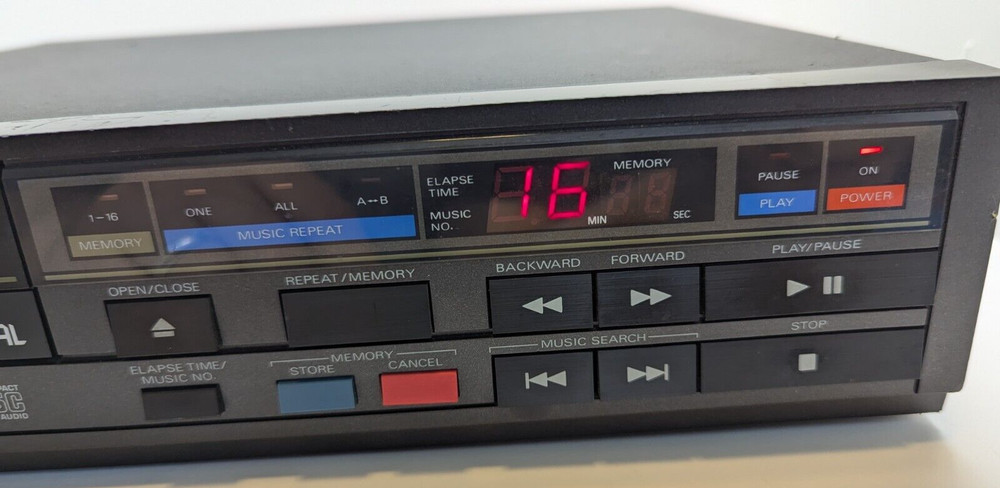 1-16
MEMORY
ONE
ALL
A↔B
MUSIC REPEAT
ELAPSE
TIME
MUSIC
NO.
16
MIN
MEMORY
SEC
PAUSE
PLAY
ON
POWER
OPEN/CLOSE
REPEAT/MEMORY
BACKWARD
FORWARD
PLAY/PAUSE
ELAPSE TIME/
MUSIC NO.
MEMORY
STORE
CANCEL
MUSIC SEARCH
STOP
AUDIO